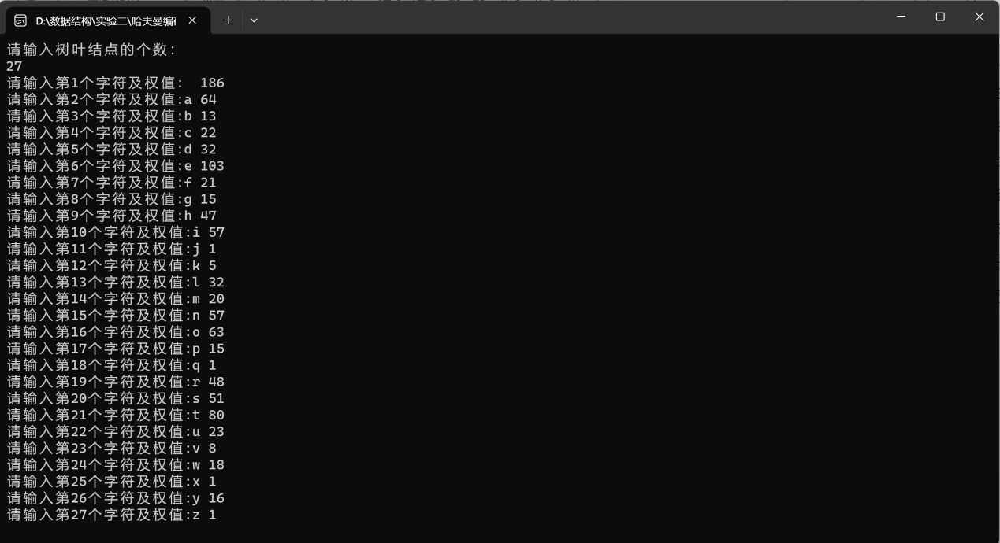 D:\数据结构\实验二\哈夫曼编
请输入树叶结点的个数:
27
请输入第1个字符及权值:  186
请输入第2个字符及权值:a 64
请输入第3个字符及权值:b 13
请输入第4个字符及权值:c 22
请输入第5个字符及权值:d 32
请输入第6个字符及权值:e 103
请输入第7个字符及权值:f 21
请输入第8个字符及权值:g 15
请输入第9个字符及权值:h 47
请输入第10个字符及权值:i 57
请输入第11个字符及权值:j 1
请输入第12个字符及权值:k 5
请输入第13个字符及权值:l 32
请输入第14个字符及权值:m 20
请输入第15个字符及权值:n 57
请输入第16个字符及权值:o 63
请输入第17个字符及权值:p 15
请输入第18个字符及权值:q 1
请输入第19个字符及权值:r 48
请输入第20个字符及权值:s 51
请输入第21个字符及权值:t 80
请输入第22个字符及权值:u 23
请输入第23个字符及权值:v 8
请输入第24个字符及权值:w 18
请输入第25个字符及权值:x 1
请输入第26个字符及权值:y 16
请输入第27个字符及权值:z 1